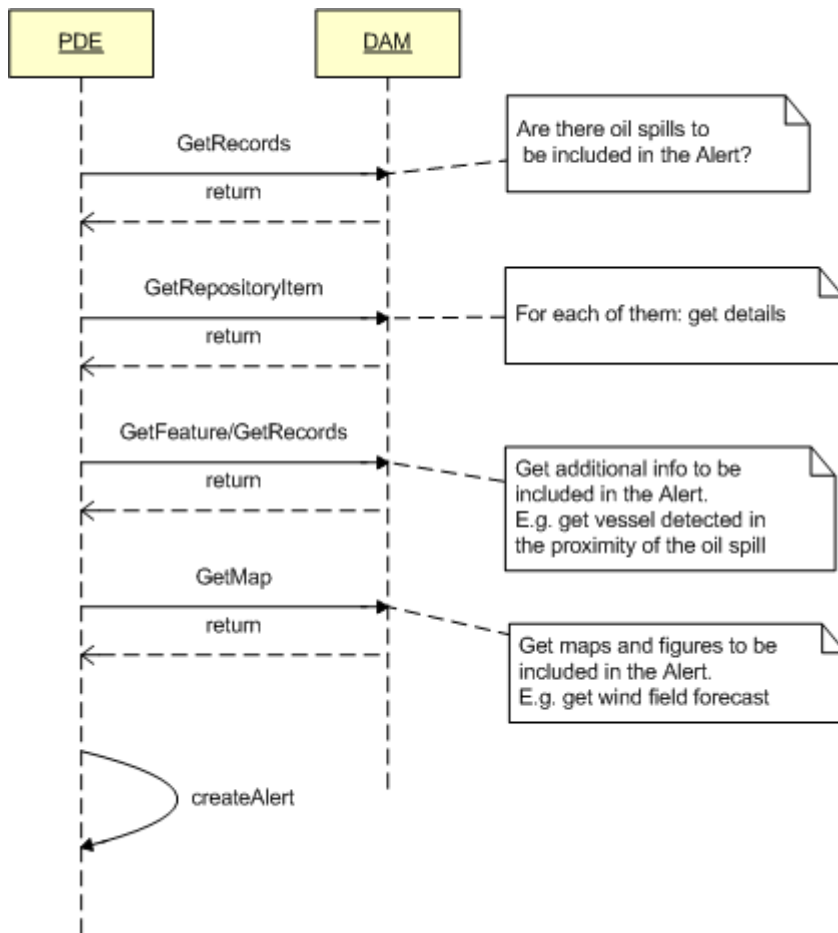 PDE
DAM
GetRecords
Are there oil spills to
be included in the Alert?
return
GetRepositoryItem
For each of them: get details
return
GetFeature/GetRecords
Get additional info to be
included in the Alert.
E.g. get vessel detected in
the proximity of the oil spill
return
GetMap
return
Get maps and figures to be
included in the Alert.
E.g. get wind field forecast
createAlert